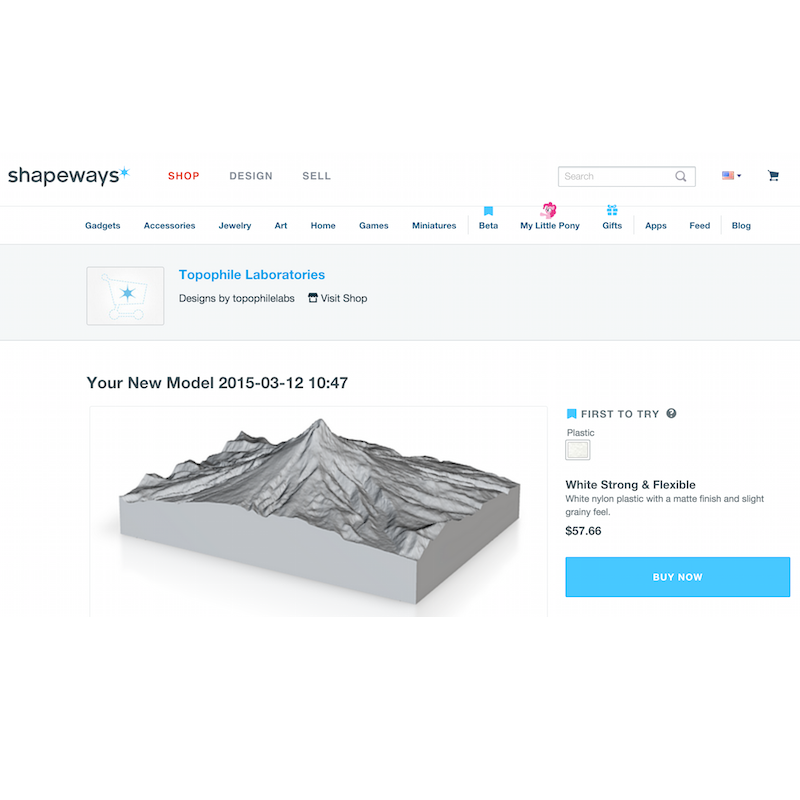 shapeways
SHOP DESIGN SELL
Search
Gadgets Accessories Jewelry Art Home Games Miniatures Beta My Little Pony Gifts Apps Feed Blog
Topophile Laboratories
Designs by topophilelabs Visit Shop
Your New Model 2015-03-12 10:47
FIRST TO TRY ?
Plastic
White Strong & Flexible
White nylon plastic with a matte finish and slight
grainy feel.
$57.66
BUY NOW